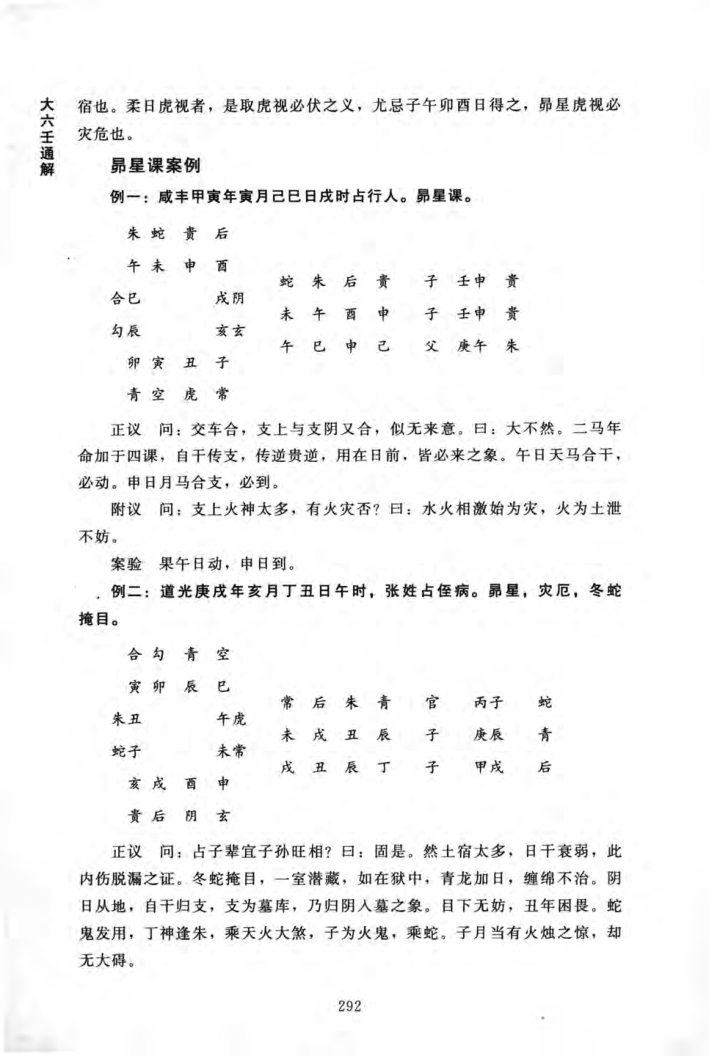 大六壬通解
宿也。柔日虎视者，是取虎视必伏之义，尤忌子午卯酉日得之，昴星虎视必
灾危也。
昴星课案例
例一：咸丰甲寅年寅月己巳日戌时占行人。昴星课。
朱 蛇 贵 后
午 未 申 酉
合巳 戌阴
勾辰 亥玄
卯 寅 丑 子
青 空 虎 常
蛇 朱 后 贵 子 壬申 贵
未 午 酉 申 子 壬申 贵
午 巳 申 己 父 庚午 朱
正议 问：交车合，支上与支阴又合，似无来意。曰：大不然。二马年
命加于四课，自干传支，传逆贵逆，用在日前，皆必来之象。午日天马合干，
必动。申日月马合支，必到。
附议 问：支上火神太多，有火灾否？曰：水火相激始为灾，火为土泄
不妨。
案验 果午日动，申日到。
例二：道光庚戌年亥月丁丑日午时，张姓占侄病。昴星，灾厄，冬蛇
掩目。
合 勾 青 空
寅 卯 辰 巳
朱丑 午虎
蛇子 未常
亥 戌 酉 申
贵 后 阴 玄
常 后 朱 青 官 丙子 蛇
未 戌 丑 辰 子 庚辰 青
戌 丑 辰 丁 子 甲戌 后
正议 问：占子辈宜子孙旺相？曰：固是。然土宿太多，日干衰弱，此
内伤脱漏之证。冬蛇掩目，一室潜藏，如在狱中，青龙加日，缠绵不治。阴
日从地，自干归支，支为墓库，乃归阴入墓之象。目下无妨，丑年困畏。蛇
鬼发用，丁神逢朱，乘天火大煞，子为火鬼，乘蛇。子月当有火烛之惊，却
无大碍。
292